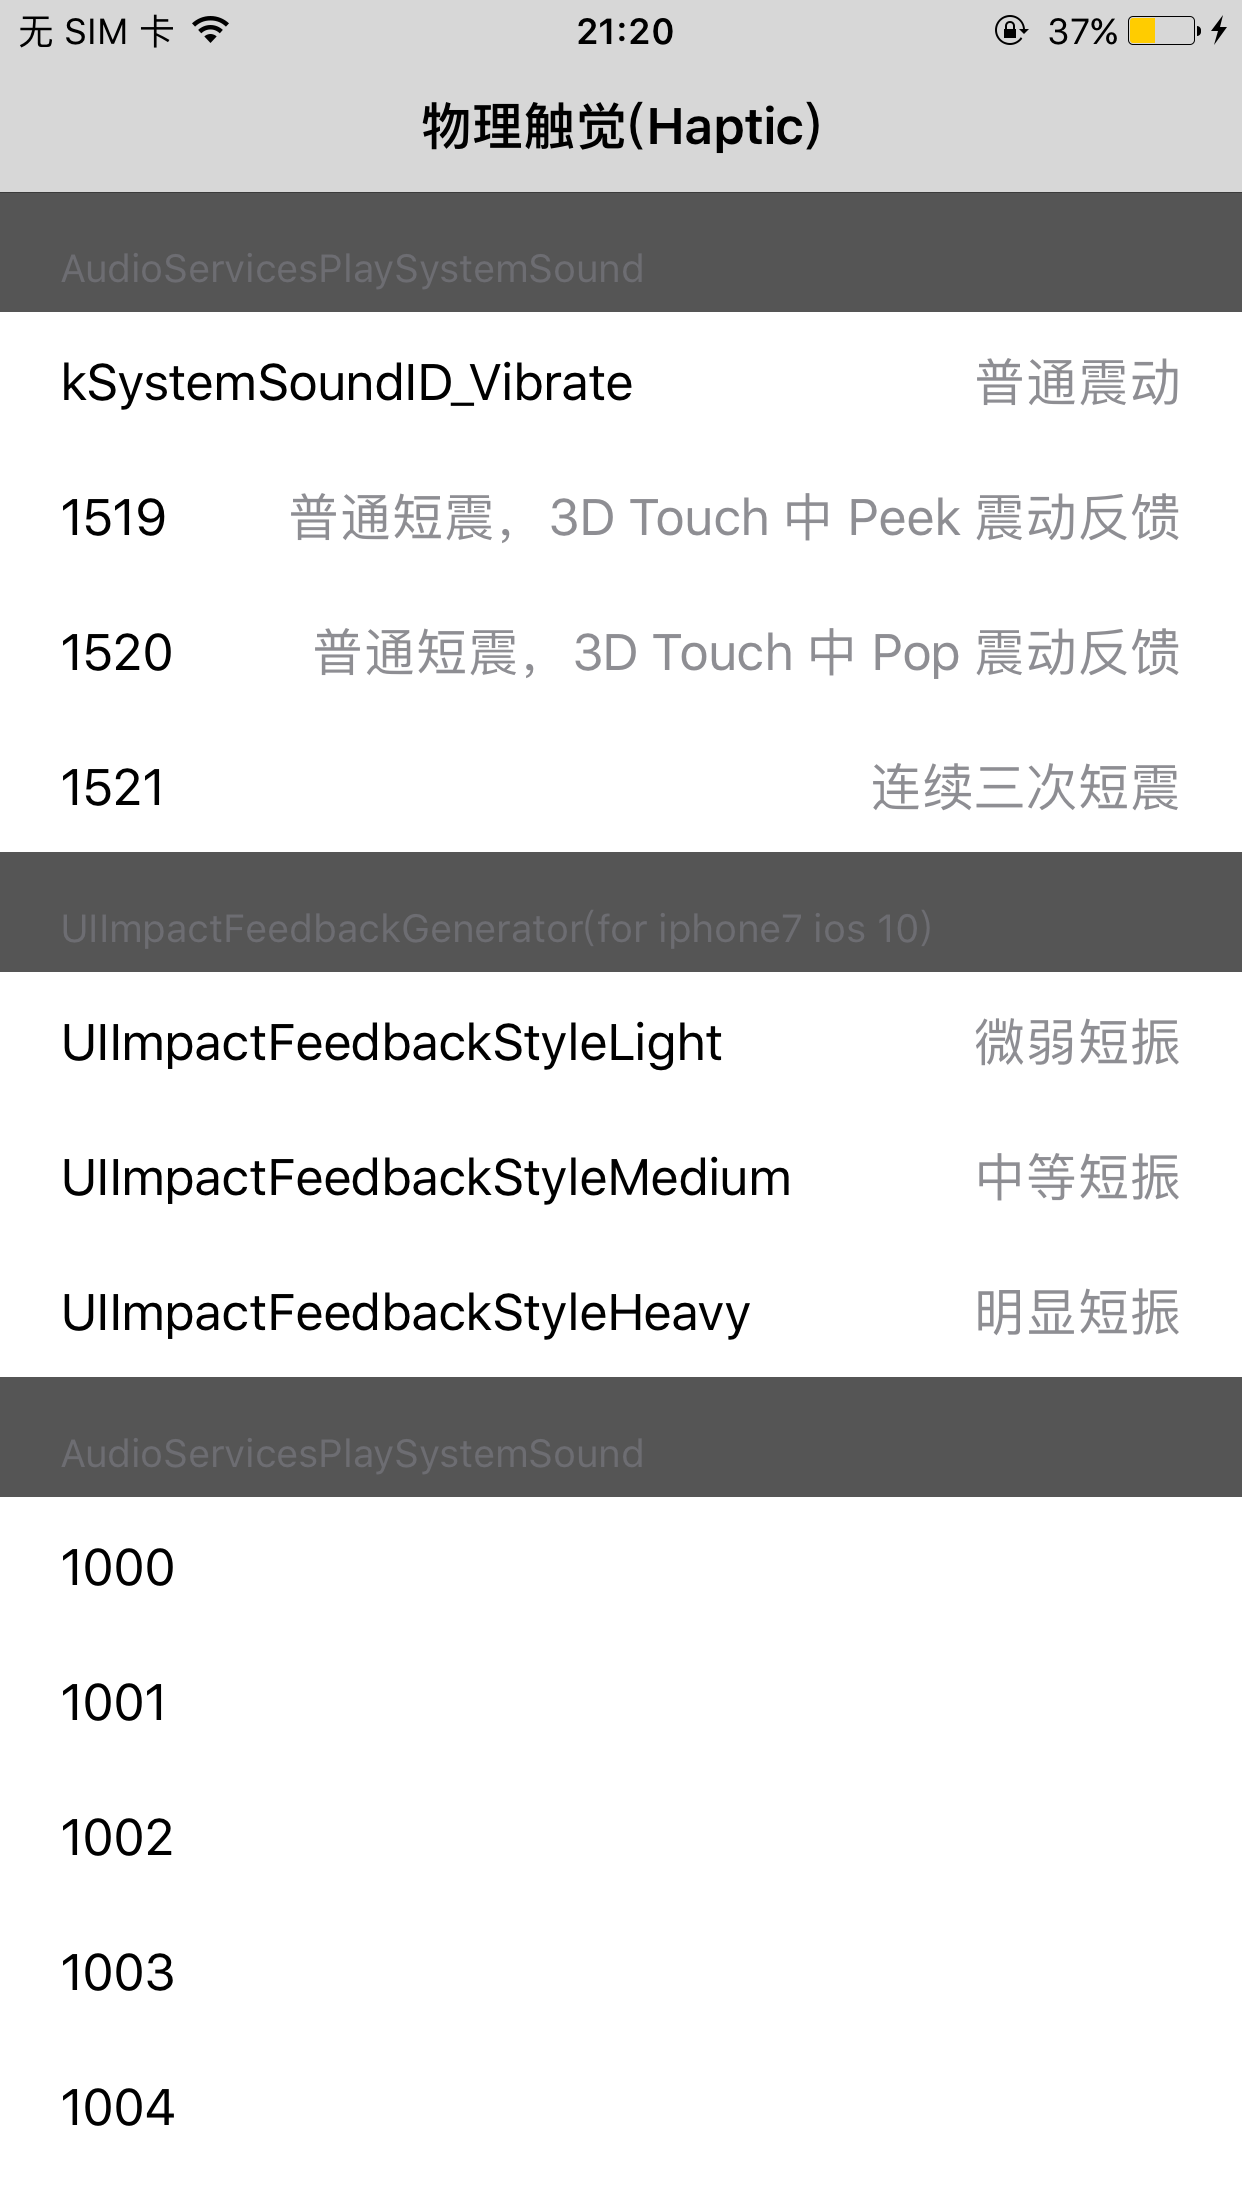 无 SIM 卡 21:20 37%
物理触觉(Haptic)
AudioServicesPlaySystemSound
kSystemSoundID_Vibrate 普通震动
1519 普通短震，3D Touch 中 Peek 震动反馈
1520 普通短震，3D Touch 中 Pop 震动反馈
1521 连续三次短震
UIImpactFeedbackGenerator(for iphone7 ios 10)
UIImpactFeedbackStyleLight 微弱短振
UIImpactFeedbackStyleMedium 中等短振
UIImpactFeedbackStyleHeavy 明显短振
AudioServicesPlaySystemSound
1000
1001
1002
1003
1004